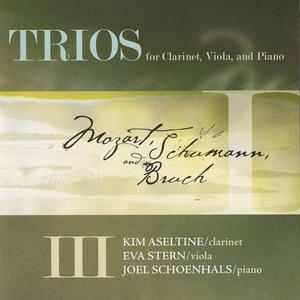 TRIOS for Clarinet, Viola, and Piano
Mozart, Schumann,
and Bruch
III
KIM ASELTINE/clarinet
EVA STERN/viola
JOEL SCHOENHALS/piano